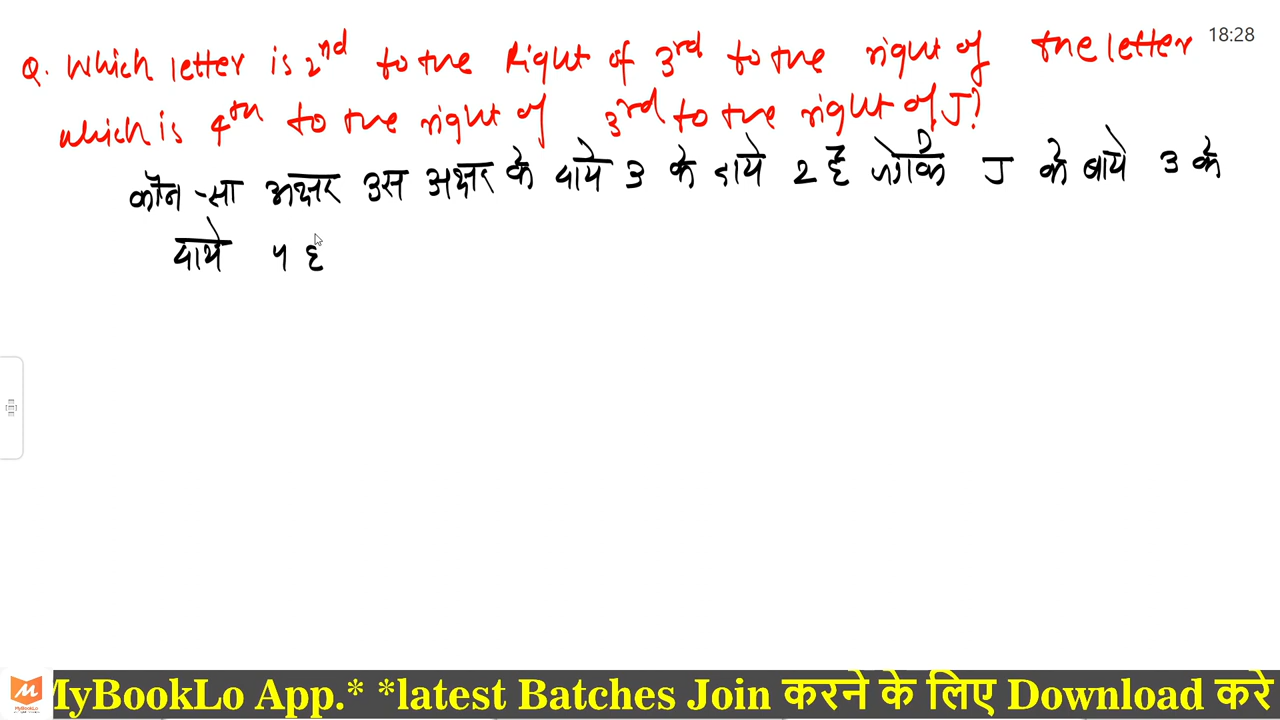 18:28
Q. Which letter is 2nd to the Right of 3rd to the right of the letter
which is 4th to the right of 3rd to the right of J?
कौन-सा अक्षर उस अक्षर के दाये 3 के दाये 2 है जोकि J के बाये 3 के
दाये 4 ह
MyBookLo App.* *latest Batches Join करने के लिए Download करे
MyBookLo